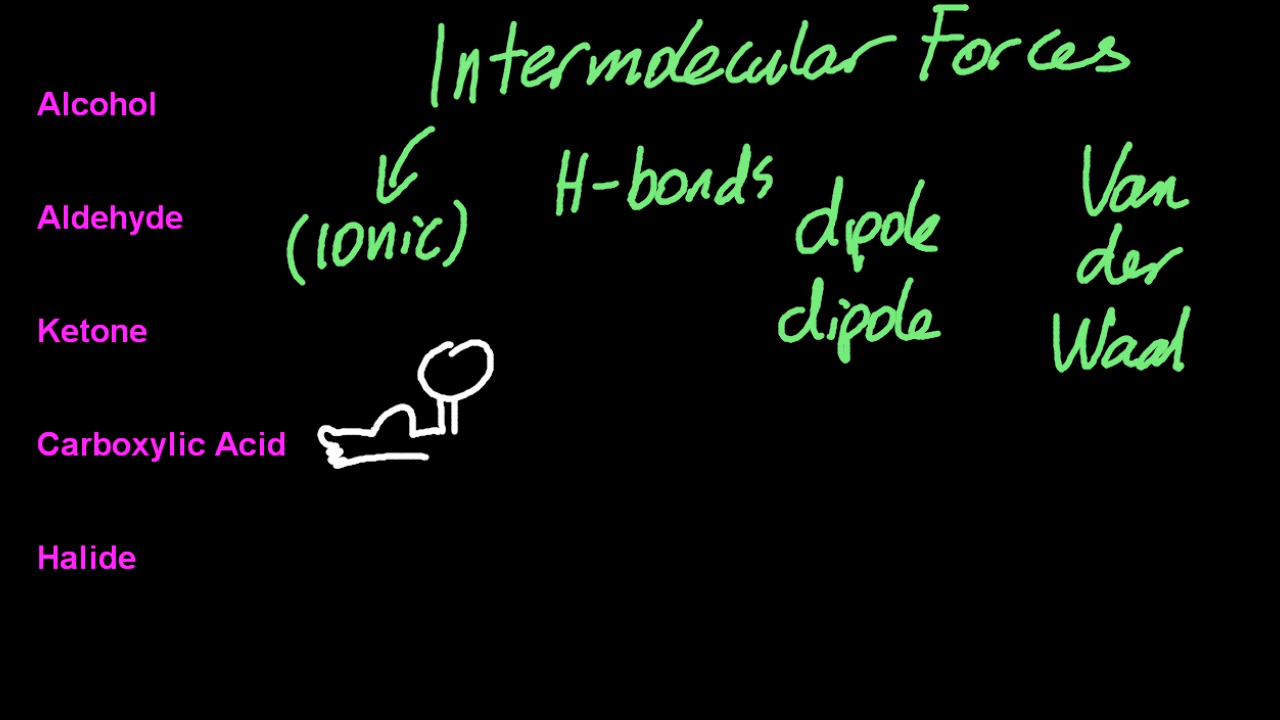 Intermolecular Forces
Alcohol
Aldehyde
Ketone
Carboxylic Acid
Halide
(Ionic)
H-bonds
dipole
dipole
Van
der
Waal